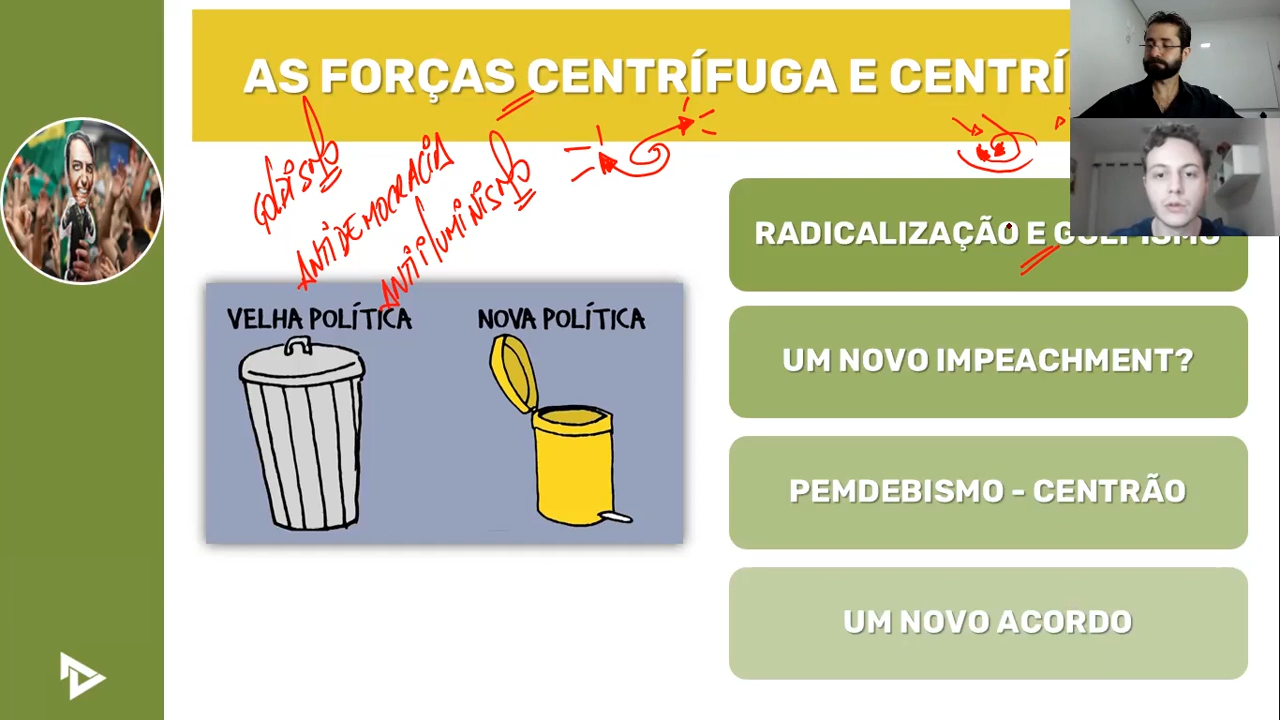 AS FORÇAS CENTRÍFUGA E CENTRÍ
GOLPISMO
ANTIDEMOCRACIA
ANTIILUMINISMO
VELHA POLÍTICA
NOVA POLÍTICA
RADICALIZAÇÃO E GOLPISMO
UM NOVO IMPEACHMENT?
PEMDEBISMO - CENTRÃO
UM NOVO ACORDO